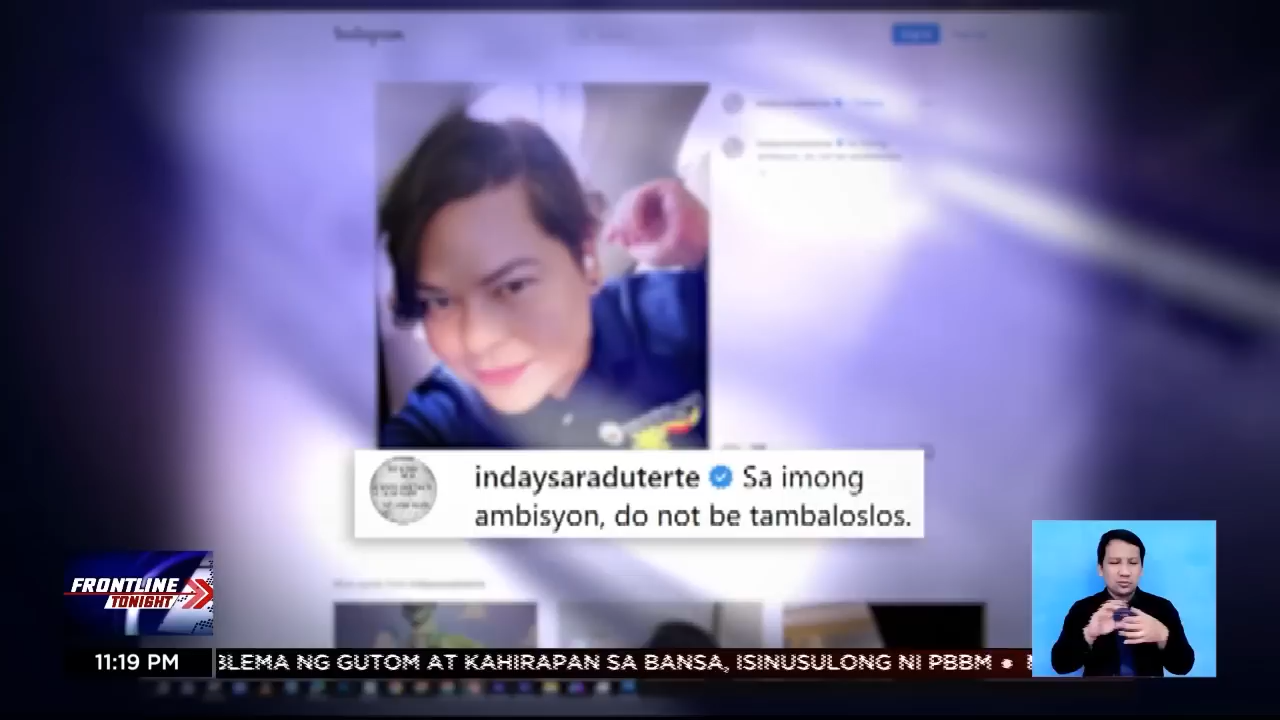 Instagram
indaysaraduterte Sa imong
ambisyon, do not be tambaloslos.
FRONTLINE
TONIGHT
11:19 PM
BLEMA NG GUTOM AT KAHIRAPAN SA BANSA, ISINUSULONG NI PBBM •